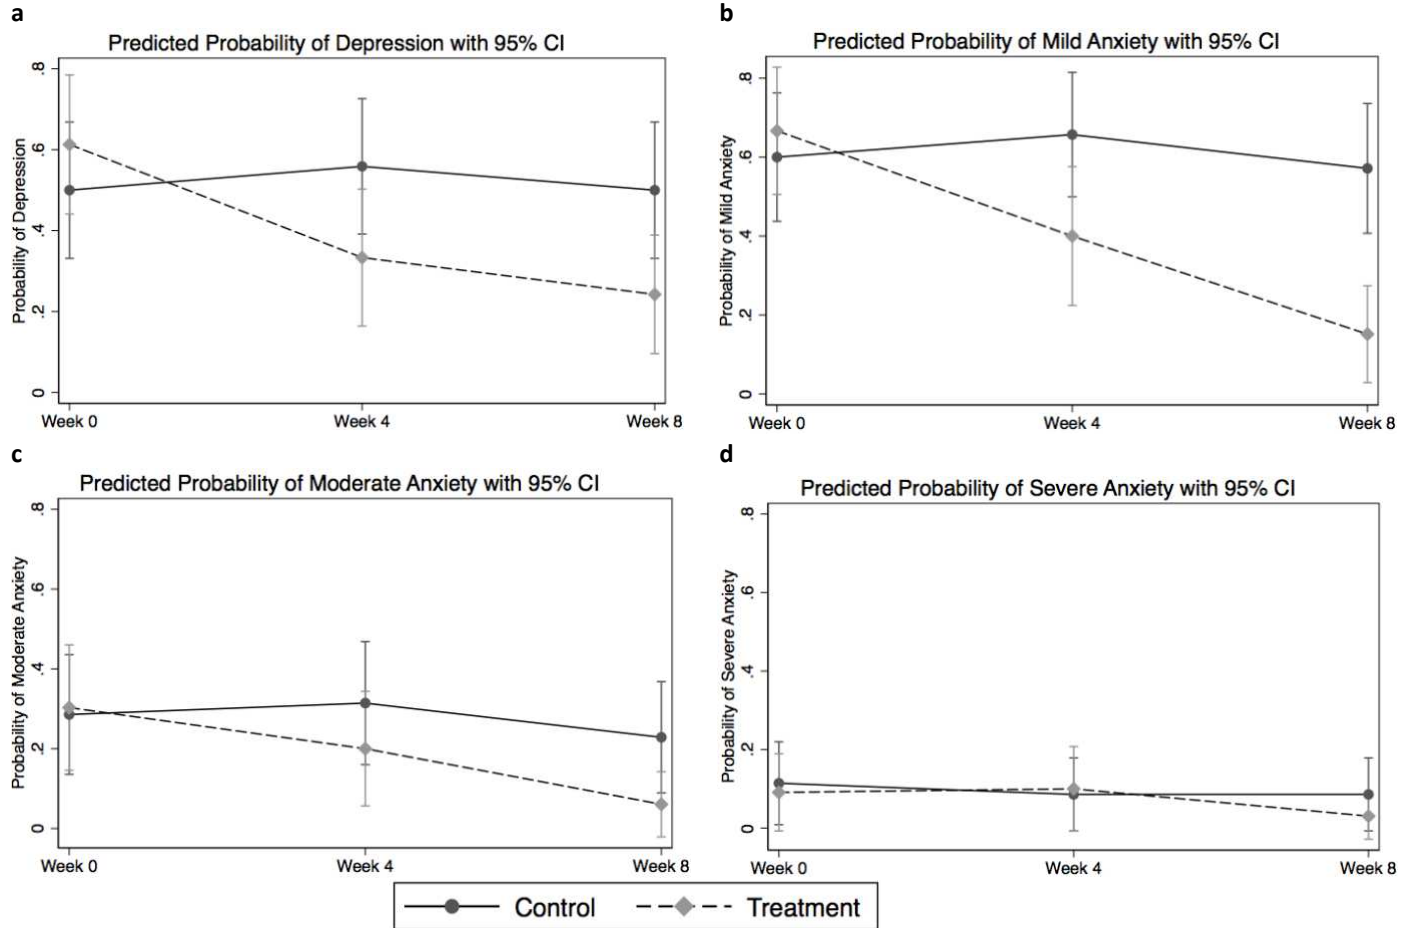 a
Predicted Probability of Depression with 95% CI
Probability of Depression
.8
.6
.4
.2
0
Week 0
Week 4
Week 8
b
Predicted Probability of Mild Anxiety with 95% CI
Probability of Mild Anxiety
.8
.6
.4
.2
0
Week 0
Week 4
Week 8
c
Predicted Probability of Moderate Anxiety with 95% CI
Probability of Moderate Anxiety
.8
.6
.4
.2
0
Week 0
Week 4
Week 8
d
Predicted Probability of Severe Anxiety with 95% CI
Probability of Severe Anxiety
.8
.6
.4
.2
0
Week 0
Week 4
Week 8
Control
Treatment